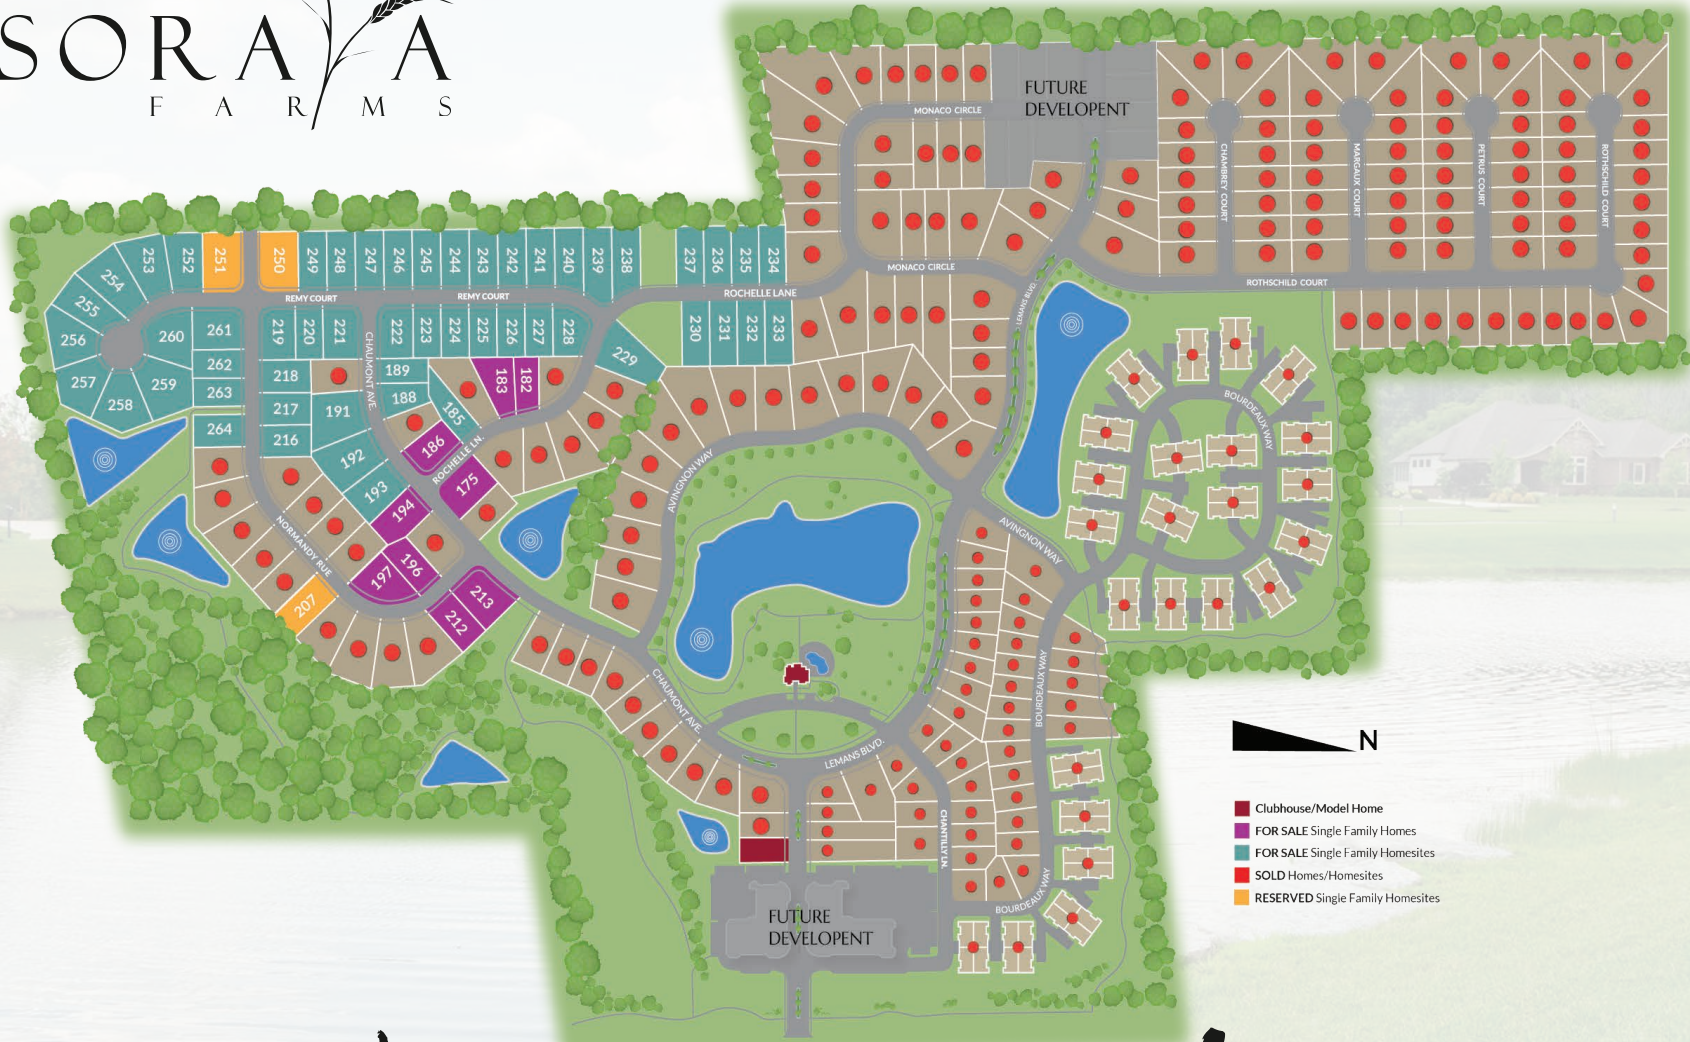 SORAYA
FARMS
FUTURE
DEVELOPENT
MONACO CIRCLE
CHAMBREY COURT
MARGAUX COURT
PETRUS COURT
ROTHSCHILD COURT
MONACO CIRCLE
ROTHSCHILD COURT
LEMANS BLVD.
253
252
251
250
249
248
247
246
245
244
243
242
241
240
239
238
237
236
235
234
254
255
256
257
258
259
260
261
262
263
264
REMY COURT
REMY COURT
ROCHELLE LANE
219
220
221
CHAUMONT AVE.
222
223
224
225
226
227
228
229
230
231
232
233
218
217
216
191
192
193
189
188
185
183
182
186
ROCHELLE LN.
175
194
196
197
NORMANDY RUE
207
213
212
AVINGNON WAY
AVINGNON WAY
BOURDEAUX WAY
CHAUMONT AVE.
LEMANS BLVD.
BOURDEAUX WAY
CHANTILLY LN.
BOURDEAUX WAY
FUTURE
DEVELOPENT
N
Clubhouse/Model Home
FOR SALE Single Family Homes
FOR SALE Single Family Homesites
SOLD Homes/Homesites
RESERVED Single Family Homesites